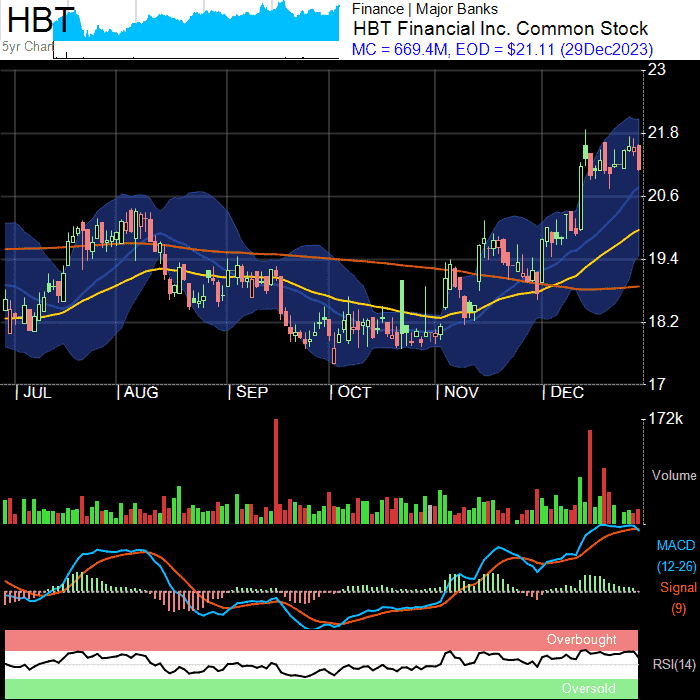 HBT
5yr Chart
Finance | Major Banks
HBT Financial Inc. Common Stock
MC = 669.4M, EOD = $21.11 (29Dec2023)
23
21.8
20.6
19.4
18.2
17
| JUL | AUG | SEP | OCT | NOV | DEC
172k
Volume
MACD
(12-26)
Signal
(9)
Overbought
RSI(14)
Oversold